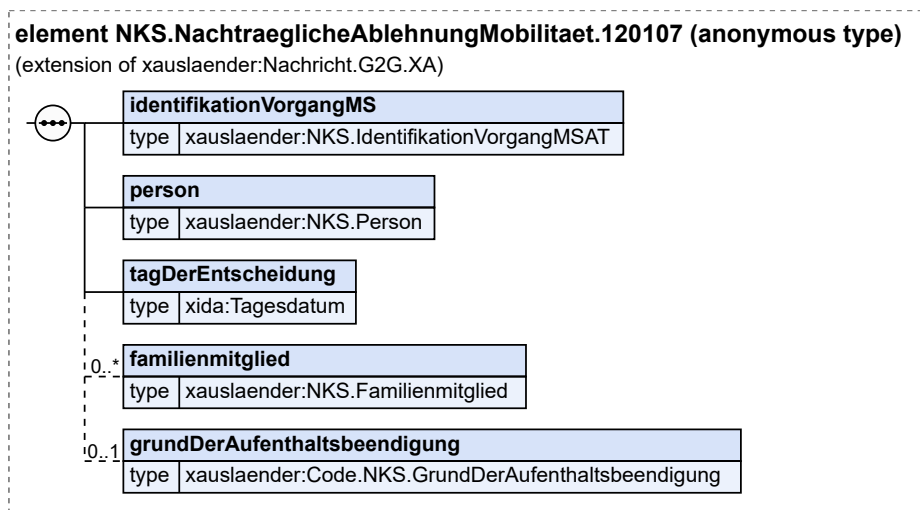 element NKS.NachtraeglicheAblehnungMobilitaet.120107 (anonymous type)
(extension of xauslaender:Nachricht.G2G.XA)
identifikationVorgangMS
type xauslaender:NKS.IdentifikationVorgangMSAT
person
type xauslaender:NKS.Person
tagDerEntscheidung
type xida:Tagesdatum
0..* familienmitglied
type xauslaender:NKS.Familienmitglied
0..1 grundDerAufenthaltsbeendigung
type xauslaender:Code.NKS.GrundDerAufenthaltsbeendigung